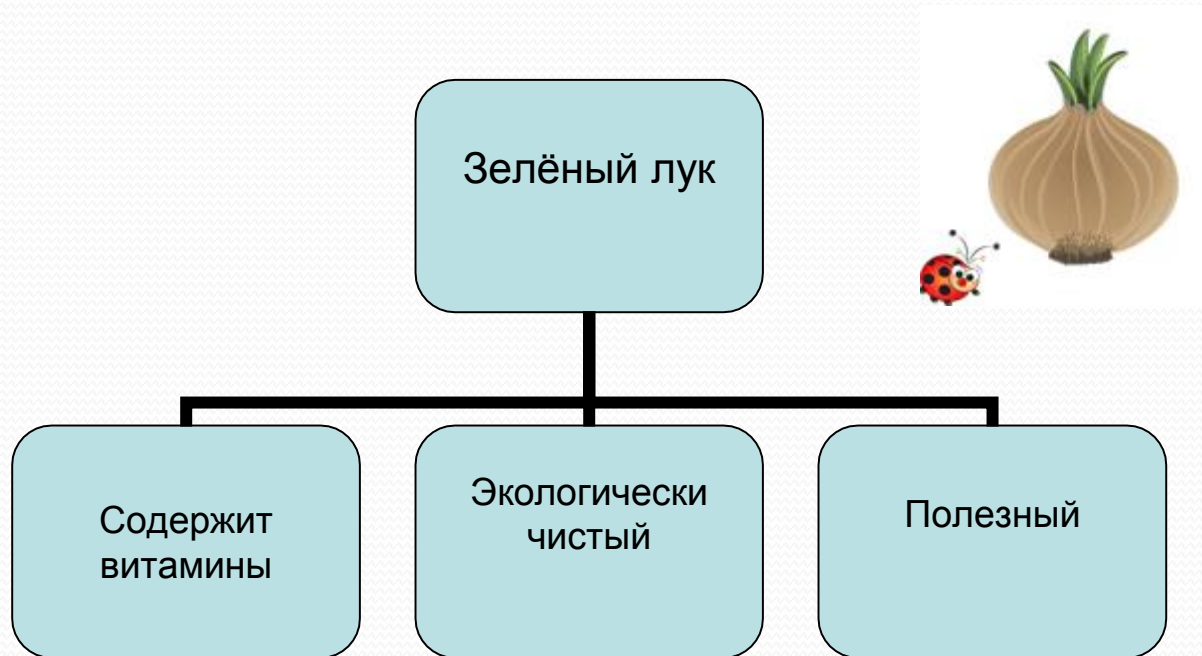 Зелёный лук
Содержит
витамины
Экологически
чистый
Полезный